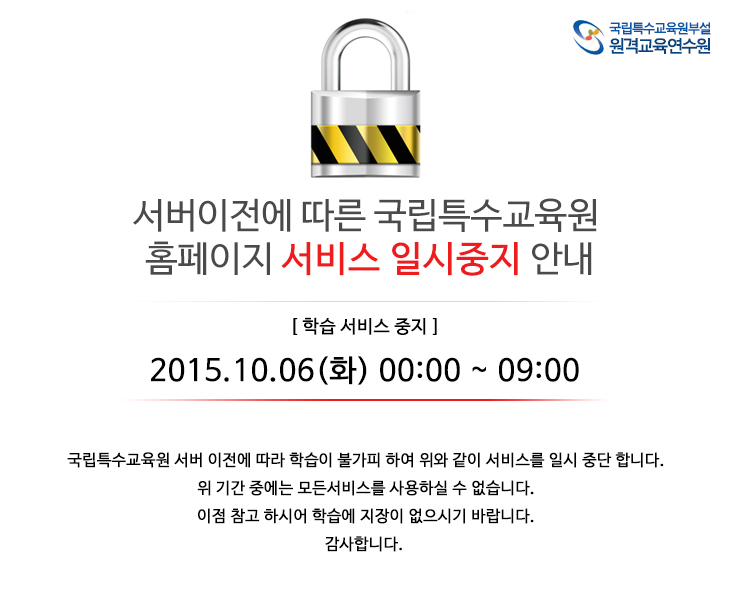 국립특수교육원부설
원격교육연수원
서버이전에 따른 국립특수교육원
홈페이지 서비스 일시중지 안내
[ 학습 서비스 중지 ]
2015.10.06(화) 00:00 ~ 09:00
국립특수교육원 서버 이전에 따라 학습이 불가피 하여 위와 같이 서비스를 일시 중단 합니다.
위 기간 중에는 모든서비스를 사용하실 수 없습니다.
이점 참고 하시어 학습에 지장이 없으시기 바랍니다.
감사합니다.